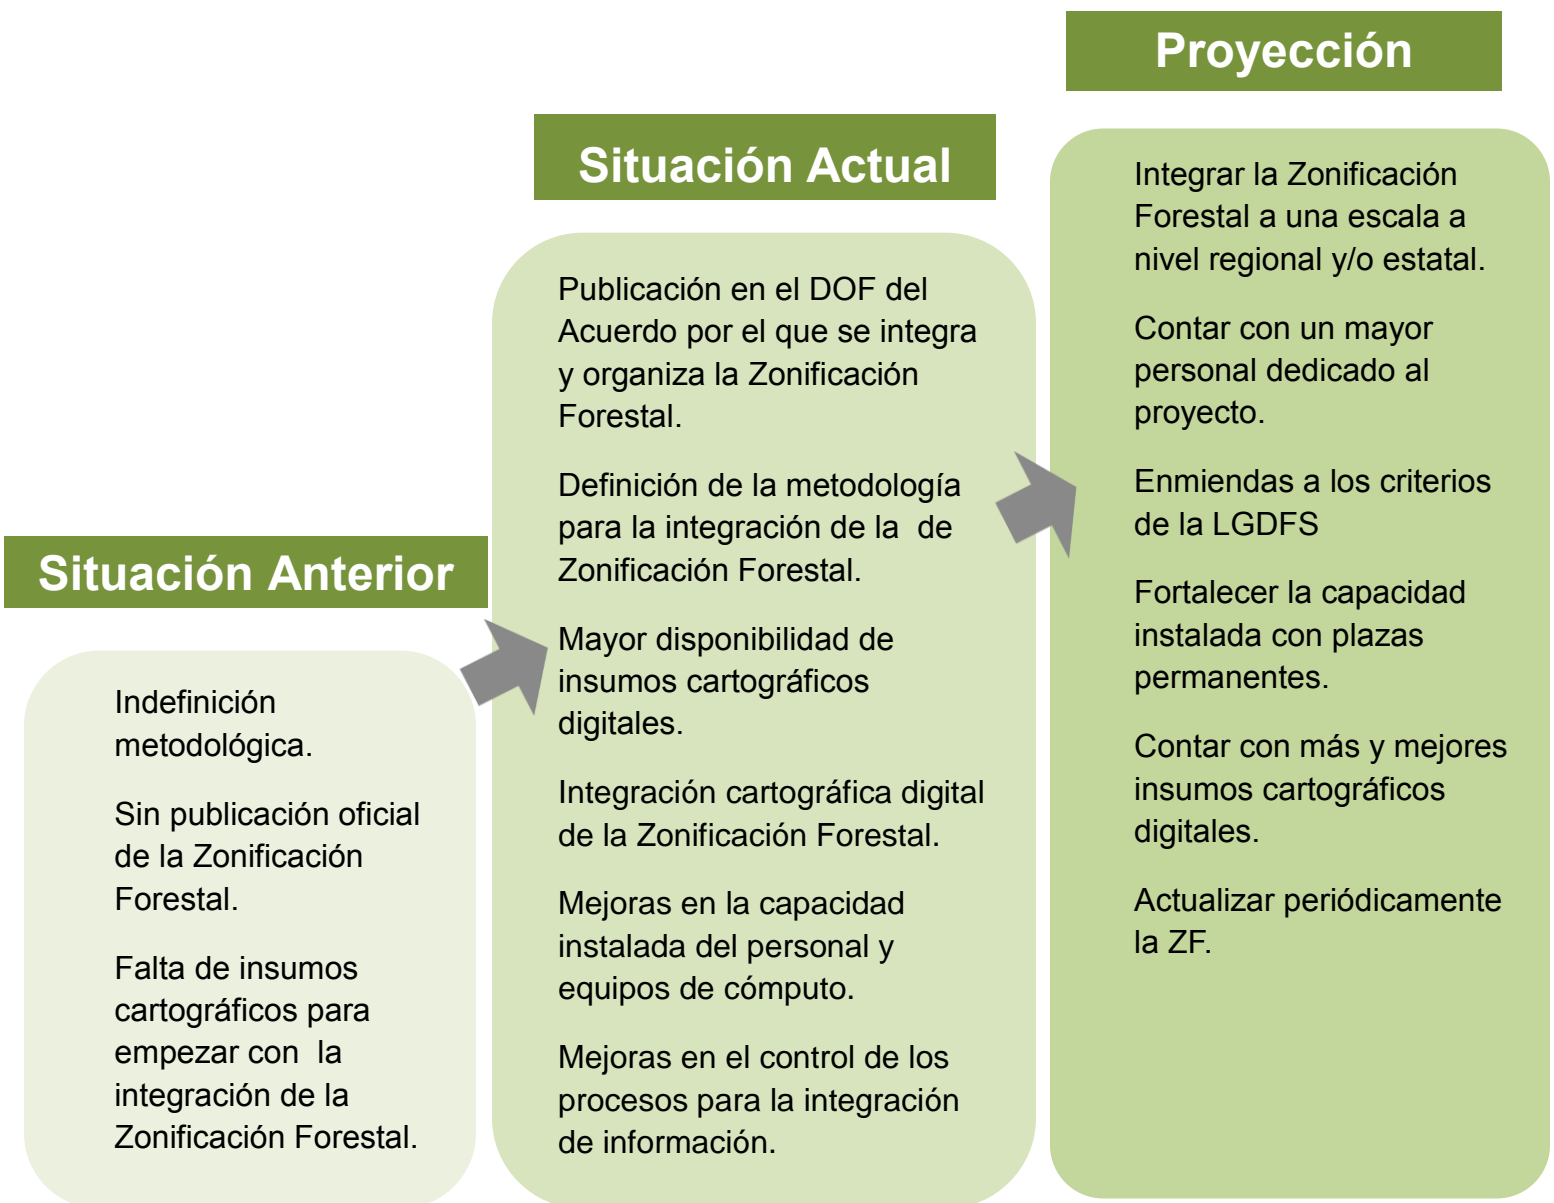 Situación Anterior
Indefinición
metodológica.
Sin publicación oficial
de la Zonificación
Forestal.
Falta de insumos
cartográficos para
empezar con  la
integración de la
Zonificación Forestal.
Situación Actual
Publicación en el DOF del
Acuerdo por el que se integra
y organiza la Zonificación
Forestal.
Definición de la metodología
para la integración de la  de
Zonificación Forestal.
Mayor disponibilidad de
insumos cartográficos
digitales.
Integración cartográfica digital
de la Zonificación Forestal.
Mejoras en la capacidad
instalada del personal y
equipos de cómputo.
Mejoras en el control de los
procesos para la integración
de información.
Proyección
Integrar la Zonificación
Forestal a una escala a
nivel regional y/o estatal.
Contar con un mayor
personal dedicado al
proyecto.
Enmiendas a los criterios
de la LGDFS
Fortalecer la capacidad
instalada con plazas
permanentes.
Contar con más y mejores
insumos cartográficos
digitales.
Actualizar periódicamente
la ZF.